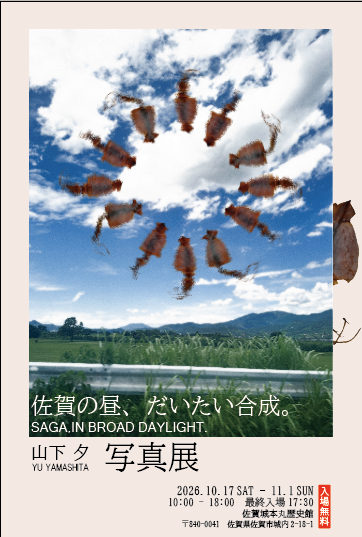 佐賀の昼、だいたい合成。
SAGA,IN BROAD DAYLIGHT.
山下 夕
YU YAMASHITA
写真展
2026.10.17 SAT - 11.1 SUN
10:00 - 18:00 最終入場 17:30
佐賀城本丸歴史館
〒840-0041 佐賀県佐賀市城内2-18-1
入場無料